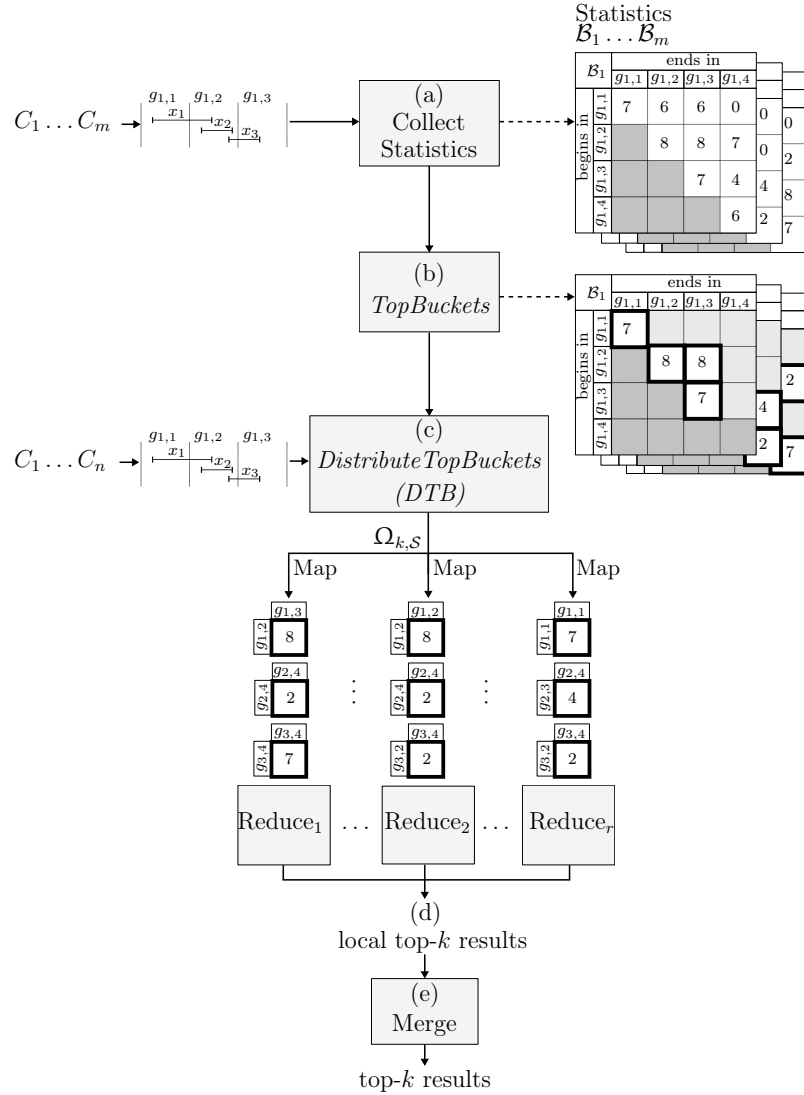 Statistics
ℬ₁ … ℬₘ
ℬ₁ ends in
g₁,₁ g₁,₂ g₁,₃ g₁,₄
begins in
g₁,₁ 7 6 6 0 0 0
g₁,₂ 8 8 7 0 2
g₁,₃ 7 4 4 8
g₁,₄ 6 2 7
C₁ … Cₘ
g₁,₁ g₁,₂ g₁,₃
x₁
x₂
x₃
(a)
Collect
Statistics
(b)
TopBuckets
ℬ₁ ends in
g₁,₁ g₁,₂ g₁,₃ g₁,₄
begins in
g₁,₁ 7
g₁,₂ 8 8 2
g₁,₃ 7 4
g₁,₄ 2 7
C₁ … Cₙ
g₁,₁ g₁,₂ g₁,₃
x₁
x₂
x₃
(c)
DistributeTopBuckets
(DTB)
Ωₖ,𝒮
Map Map Map
g₁,₃ g₁,₂ g₁,₁
g₁,₂ 8 g₁,₂ 8 g₁,₁ 7
g₂,₄ g₂,₄ g₂,₄
g₂,₄ 2 ⋮ g₂,₄ 2 ⋮ g₂,₃ 4
g₃,₄ g₃,₄ g₃,₄
g₃,₄ 7 g₃,₂ 2 g₃,₂ 2
Reduce₁ … Reduce₂ … Reduceᵣ
(d)
local top-k results
(e)
Merge
top-k results